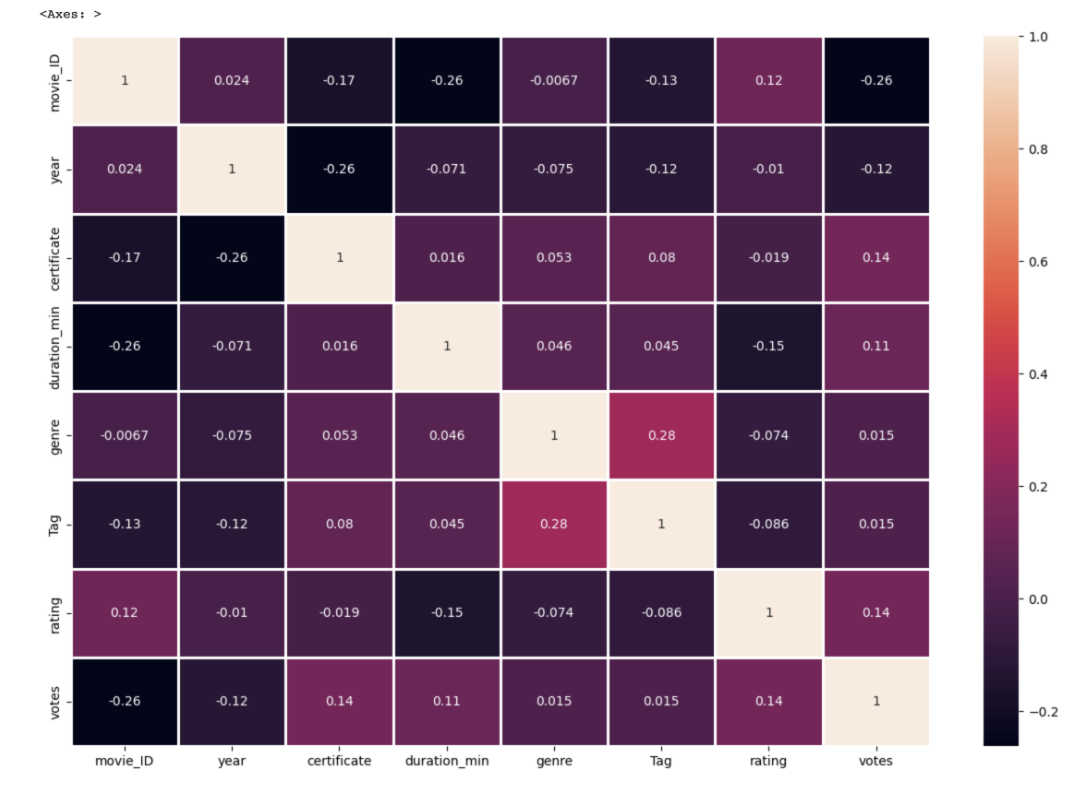 <Axes: >
movie_ID 1 0.024 -0.17 -0.26 -0.0067 -0.13 0.12 -0.26
year 0.024 1 -0.26 -0.071 -0.075 -0.12 -0.01 -0.12
certificate -0.17 -0.26 1 0.016 0.053 0.08 -0.019 0.14
duration_min -0.26 -0.071 0.016 1 0.046 0.045 -0.15 0.11
genre -0.0067 -0.075 0.053 0.046 1 0.28 -0.074 0.015
Tag -0.13 -0.12 0.08 0.045 0.28 1 -0.086 0.015
rating 0.12 -0.01 -0.019 -0.15 -0.074 -0.086 1 0.14
votes -0.26 -0.12 0.14 0.11 0.015 0.015 0.14 1
movie_ID year certificate duration_min genre Tag rating votes
1.0
0.8
0.6
0.4
0.2
0.0
−0.2